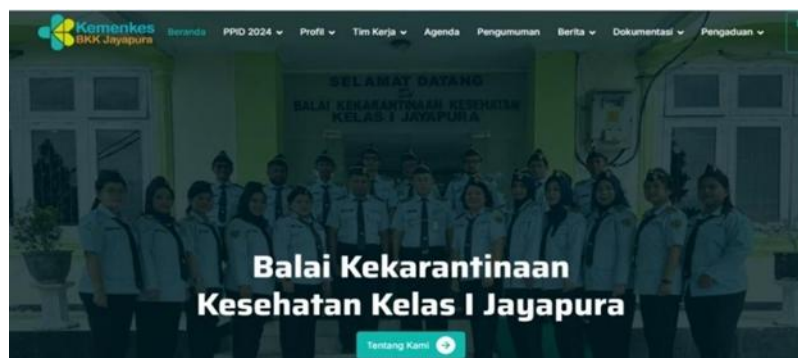 Kemenkes
BKK Jayapura
Beranda PPID 2024 Profil Tim Kerja Agenda Pengumuman Berita Dokumentasi Pengaduan
SELAMAT DATANG
BALAI KEKARANTINAAN KESEHATAN
KELAS I JAYAPURA
Balai Kekarantinaan
Kesehatan Kelas I Jayapura
Tentang Kami